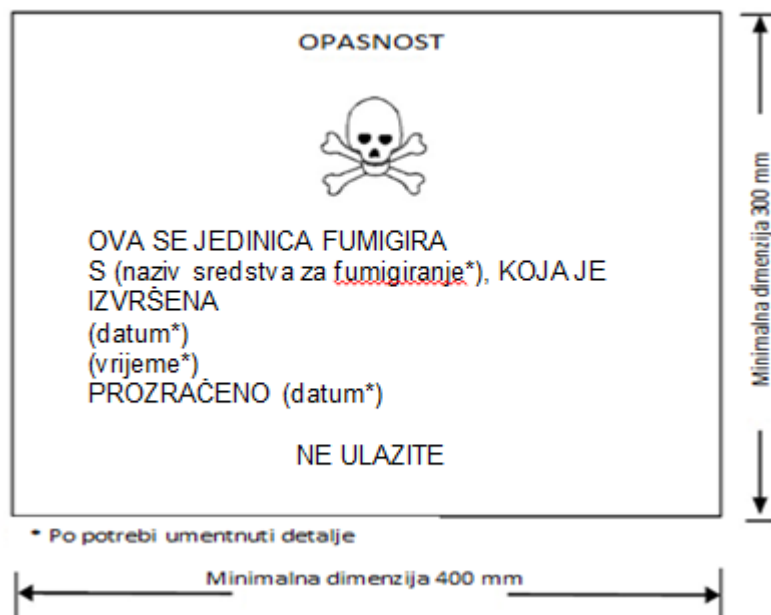 OPASNOST
OVA SE JEDINICA FUMIGIRA
S (naziv sredstva za fumigiranje*), KOJA JE
IZVRŠENA
(datum*)
(vrijeme*)
PROZRAČENO (datum*)
NE ULAZITE
* Po potrebi umentnuti detalje
Minimalna dimenzija 400 mm
Minimalna dimenzija 300 mm